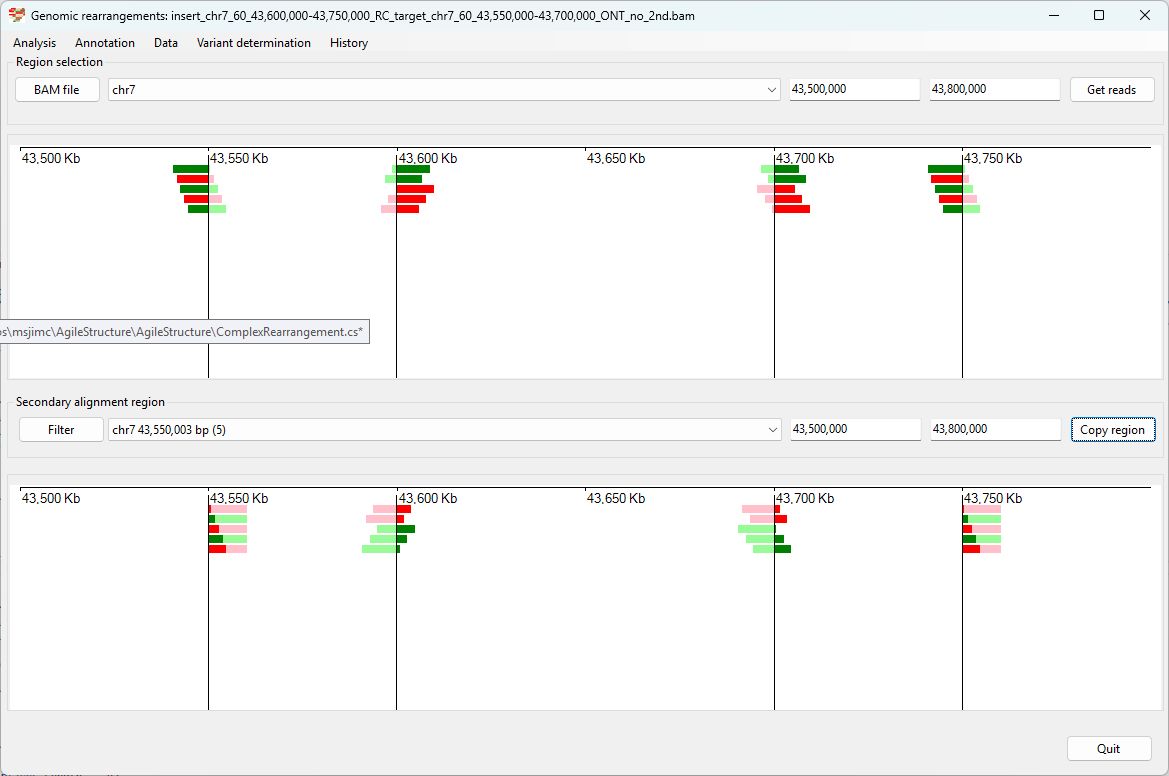 Genomic rearrangements: insert_chr7_60_43,600,000-43,750,000_RC_target_chr7_60_43,550,000-43,700,000_ONT_no_2nd.bam
Analysis Annotation Data Variant determination History
Region selection
BAM file chr7 43,500,000 43,800,000 Get reads
43,500 Kb 43,550 Kb 43,600 Kb 43,650 Kb 43,700 Kb 43,750 Kb
\msjimc\AgileStructure\AgileStructure\ComplexRearrangement.cs*
Secondary alignment region
Filter chr7 43,550,003 bp (5) 43,500,000 43,800,000 Copy region
43,500 Kb 43,550 Kb 43,600 Kb 43,650 Kb 43,700 Kb 43,750 Kb
Quit